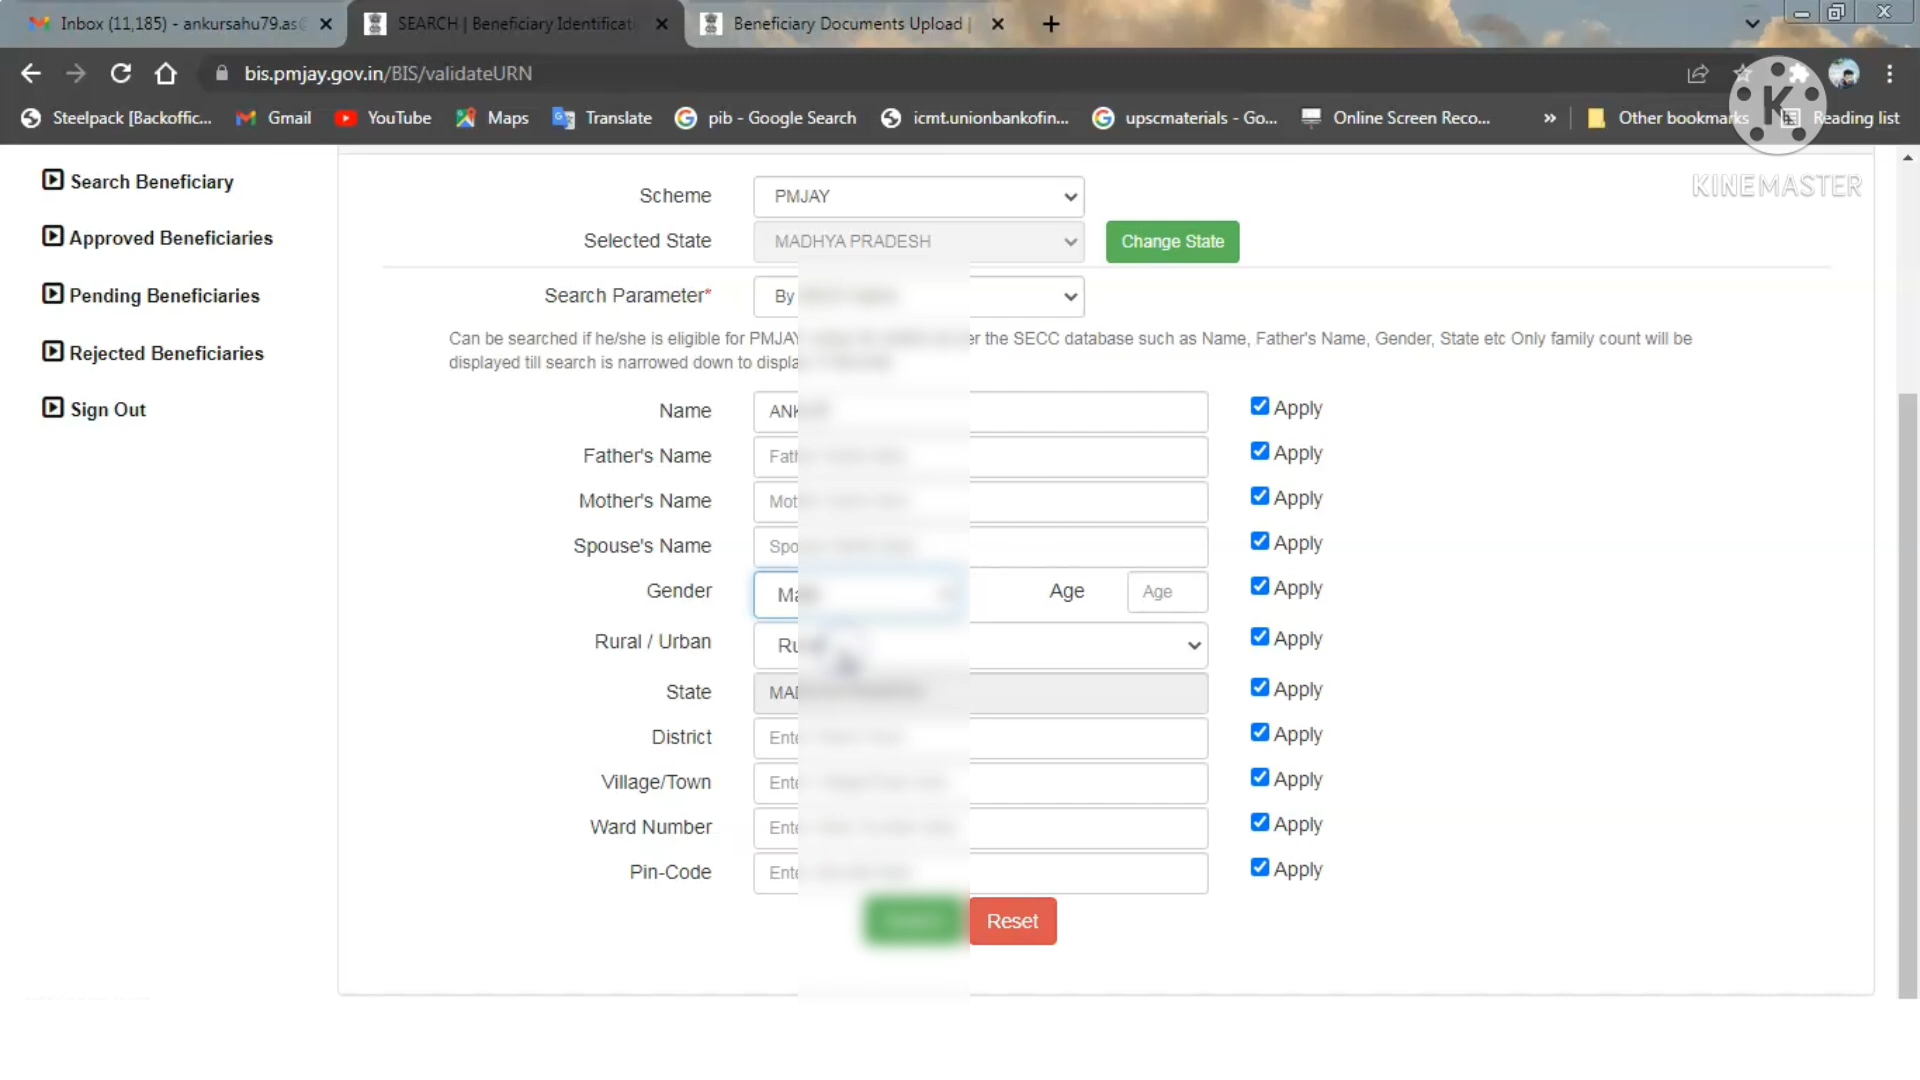 Inbox (11,185) - ankursahu79.as@
SEARCH | Beneficiary Identificat
Beneficiary Documents Upload |
bis.pmjay.gov.in/BIS/validateURN
Steelpack [Backoffic...
Gmail
YouTube
Maps
Translate
pib - Google Search
icmt.unionbankofin...
upscmaterials - Go...
Online Screen Reco...
»
Other bookmarks
Reading list
K
KINEMASTER
Search Beneficiary
Approved Beneficiaries
Pending Beneficiaries
Rejected Beneficiaries
Sign Out
Scheme PMJAY
Selected State MADHYA PRADESH Change State
Search Parameter* By
Can be searched if he/she is eligible for PMJAY the SECC database such as Name, Father's Name, Gender, State etc Only family count will be
displayed till search is narrowed down to
Name Apply
Father's Name Apply
Mother's Name Apply
Spouse's Name Apply
Gender Age Age Apply
Rural / Urban Apply
State Apply
District Apply
Village/Town Apply
Ward Number Apply
Pin-Code Apply
Reset